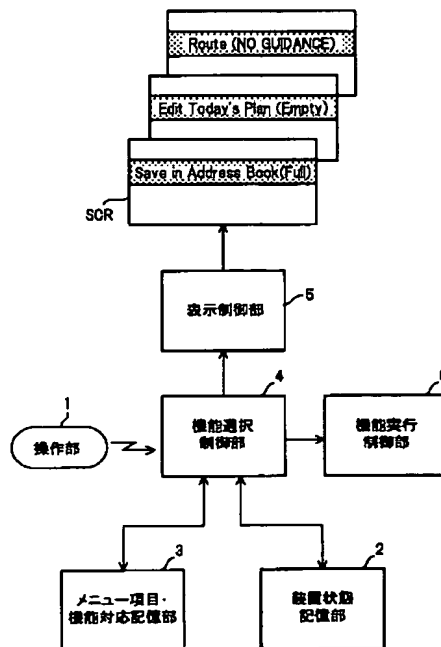 Route (NO GUIDANCE)
Edit Today's Plan (Empty)
Save in Address Book(Full)
SCR
表示制御部
5
4
1
操作部
機能選択
制御部
機能実行
制御部
3
メニュー項目・
機能対応記憶部
2
装置状態
記憶部